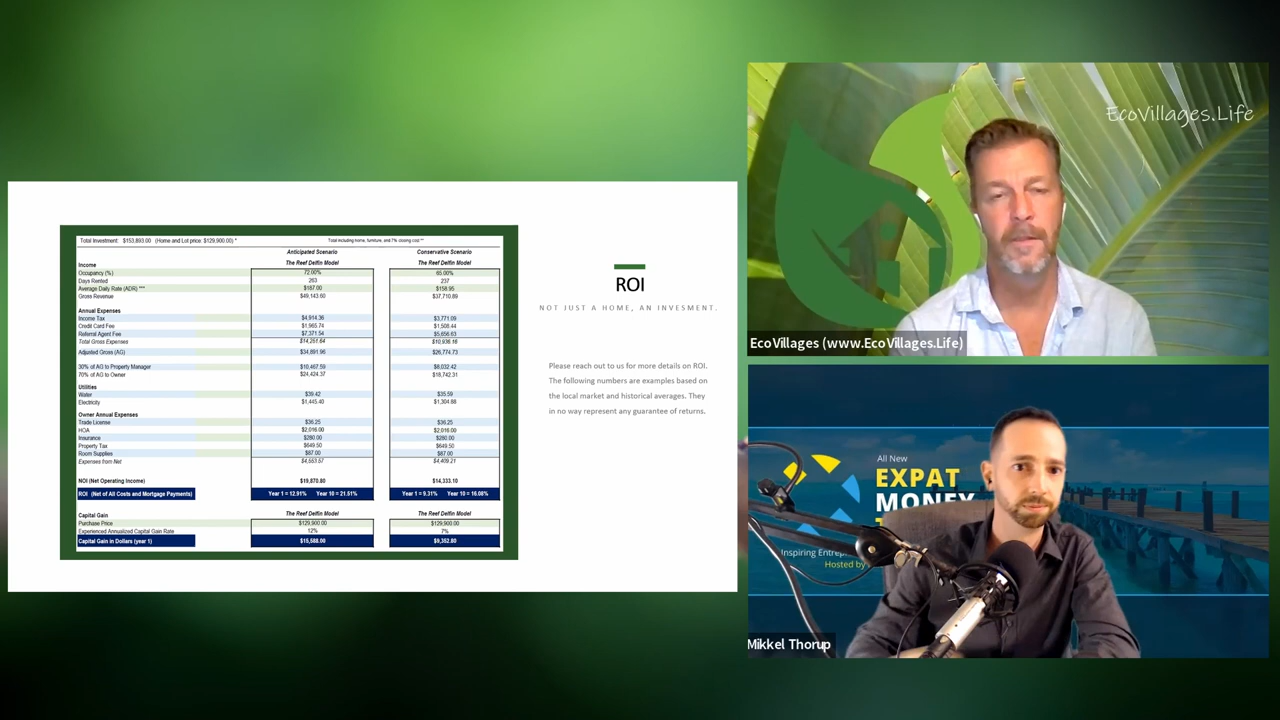 Total Investment: $153,893.00 (Home and Lot price: $129,900.00) * Total including home, furniture, and 7% closing cost **
Anticipated Scenario Conservative Scenario
Income The Reef Delfin Model The Reef Delfin Model
Occupancy (%) 72.00% 65.00%
Days Rented 263 237
Average Daily Rate (ADR) *** $187.00 $158.95
Gross Revenue $49,143.60 $37,710.89
Annual Expenses
Income Tax $4,914.36 $3,771.09
Credit Card Fee $1,965.74 $1,508.44
Referral Agent Fee $7,371.54 $5,656.63
Total Gross Expenses $14,251.64 $10,936.16
Adjusted Gross (AG) $34,891.96 $26,774.73
30% of AG to Property Manager $10,467.59 $8,032.42
70% of AG to Owner $24,424.37 $18,742.31
Utilities
Water $39.42 $35.59
Electricity $1,445.40 $1,304.88
Owner Annual Expenses
Trade License $36.25 $36.25
HOA $2,016.00 $2,016.00
Insurance $280.00 $280.00
Property Tax $649.50 $649.50
Room Supplies $87.00 $87.00
Expenses from Net $4,553.57 $4,409.21
NOI (Net Operating Income) $19,870.80 $14,333.10
ROI (Net of All Costs and Mortgage Payments) Year 1 = 12.91% Year 10 = 21.51% Year 1 = 9.31% Year 10 = 16.08%
Capital Gain The Reef Delfin Model The Reef Delfin Model
Purchase Price $129,900.00 $129,900.00
Experienced Annualized Capital Gain Rate 12% 7%
Capital Gain in Dollars (year 1) $15,588.00 $9,352.80
ROI
NOT JUST A HOME, AN INVESMENT.
Please reach out to us for more details on ROI.
The following numbers are examples based on
the local market and historical averages. They
in no way represent any guarantee of returns.
EcoVillages.Life
EcoVillages (www.EcoVillages.Life)
All New
EXPAT
MONEY
Inspiring
Hosted by
Mikkel Thorup